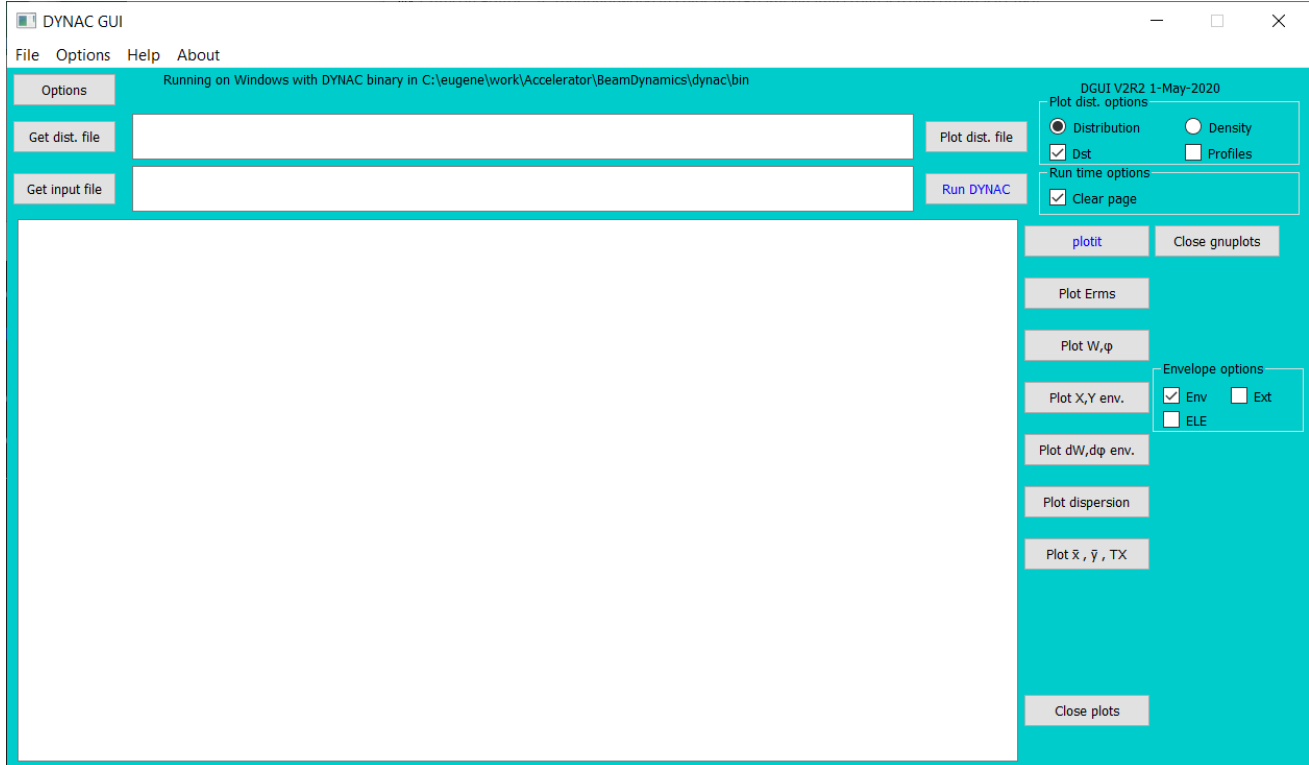 DYNAC GUI
File Options Help About
Options
Running on Windows with DYNAC binary in C:\eugene\work\Accelerator\BeamDynamics\dynac\bin
DGUI V2R2 1-May-2020
Plot dist. options
Get dist. file
Plot dist. file
Distribution
Density
Dst
Profiles
Run time options
Get input file
Run DYNAC
Clear page
plotit
Close gnuplots
Plot Erms
Plot W,φ
Envelope options
Plot X,Y env.
Env
Ext
ELE
Plot dW,dφ env.
Plot dispersion
Plot x̄ , ȳ , TX
Close plots